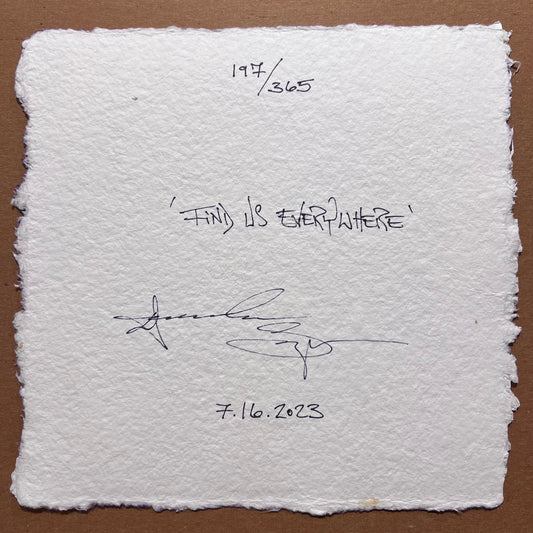 197/365
'FIND US EVERYWHERE'
7.16.2023